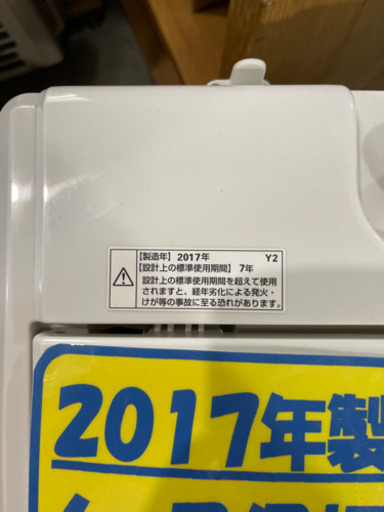 【製造年】 2017年 Y2
【設計上の標準使用期間】 7年
設計上の標準使用期間を超えて使用
されますと、経年劣化による発火・
けが等の事故に至る恐れがあります。
2017年製